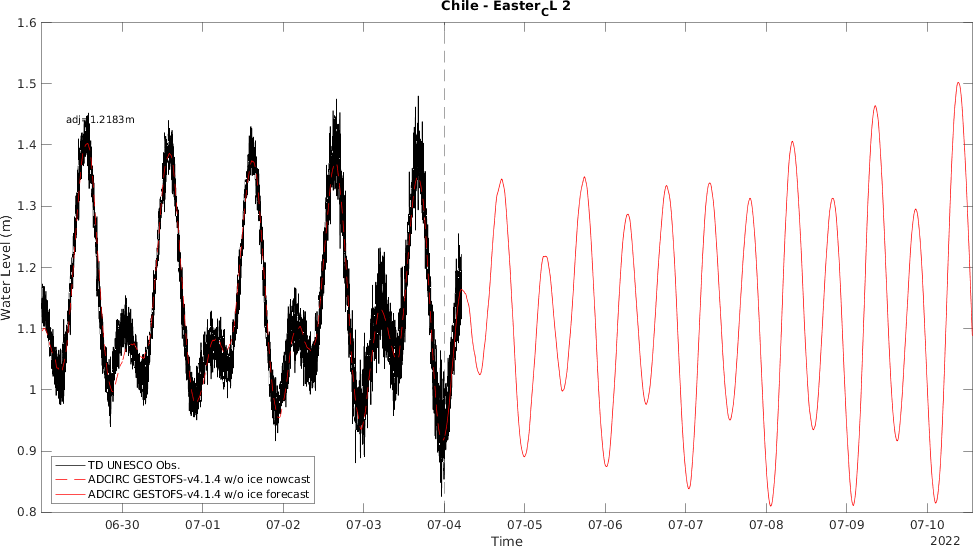 Chile - EasterCL 2
1.6
1.5
1.4
1.3
1.2
1.1
1
0.9
0.8
Water Level (m)
adj=1.2183m
TD UNESCO Obs.
ADCIRC GESTOFS-v4.1.4 w/o ice nowcast
ADCIRC GESTOFS-v4.1.4 w/o ice forecast
06-30 07-01 07-02 07-03 07-04 07-05 07-06 07-07 07-08 07-09 07-10
Time
2022